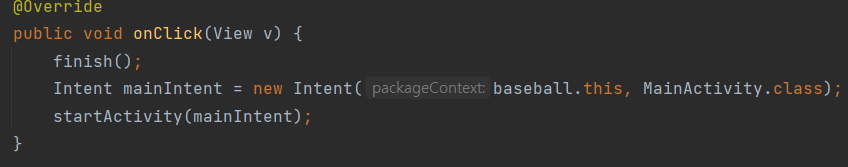 @Override
public void onClick(View v) {
finish();
Intent mainIntent = new Intent( packageContext: baseball.this, MainActivity.class);
startActivity(mainIntent);
}